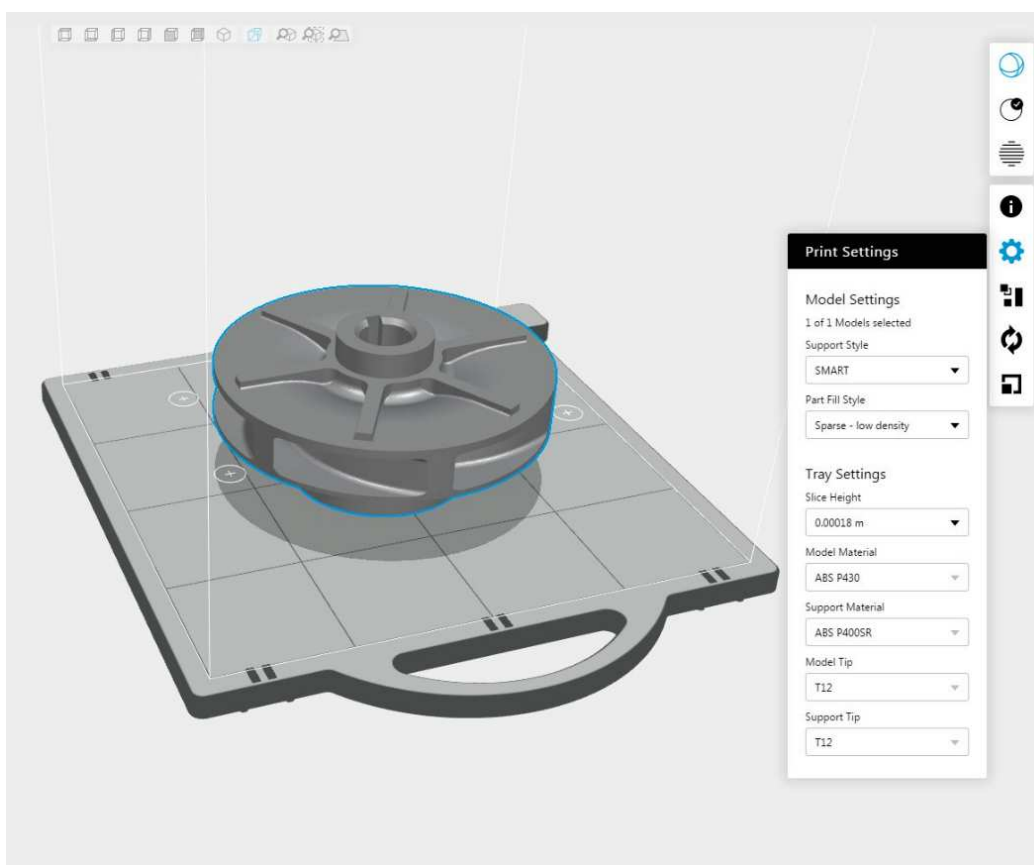 Print Settings
Model Settings
1 of 1 Models selected
Support Style
SMART
Part Fill Style
Sparse - low density
Tray Settings
Slice Height
0.00018 m
Model Material
ABS P430
Support Material
ABS P400SR
Model Tip
T12
Support Tip
T12